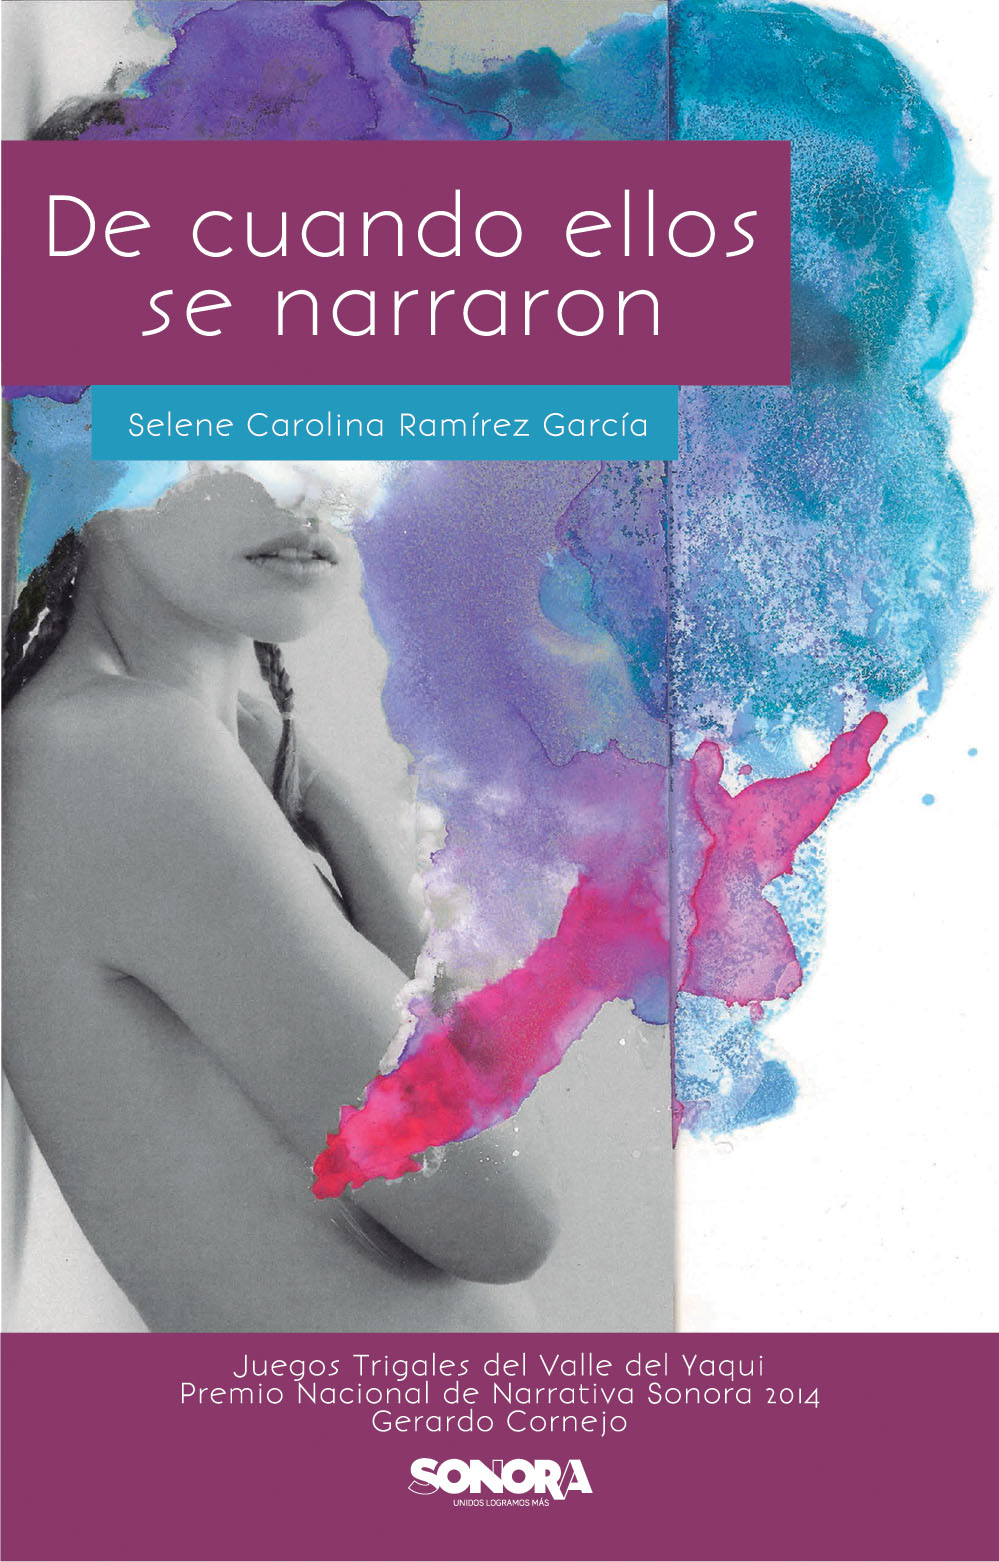 De cuando ellos
se narraron
Selene Carolina Ramírez García
Juegos Trigales del Valle del Yaqui
Premio Nacional de Narrativa Sonora 2014
Gerardo Cornejo
SONORA
UNIDOS LOGRAMOS MÁS